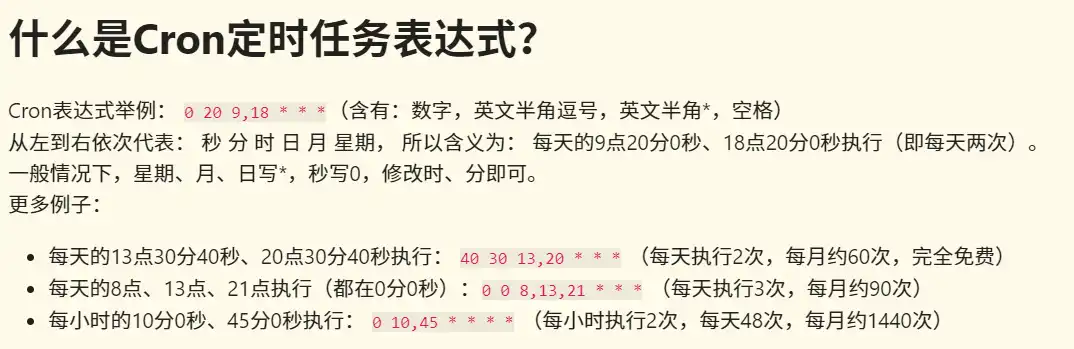 什么是Cron定时任务表达式？
Cron表达式举例： 0 20 9,18 * * *（含有：数字，英文半角逗号，英文半角*，空格）
从左到右依次代表： 秒 分 时 日 月 星期， 所以含义为： 每天的9点20分0秒、18点20分0秒执行（即每天两次）。
一般情况下，星期、月、日写*，秒写0，修改时、分即可。
更多例子：
• 每天的13点30分40秒、20点30分40秒执行： 40 30 13,20 * * * （每天执行2次，每月约60次，完全免费）
• 每天的8点、13点、21点执行（都在0分0秒）：0 0 8,13,21 * * * （每天执行3次，每月约90次）
• 每小时的10分0秒、45分0秒执行： 0 10,45 * * * * （每小时执行2次，每天48次，每月约1440次）